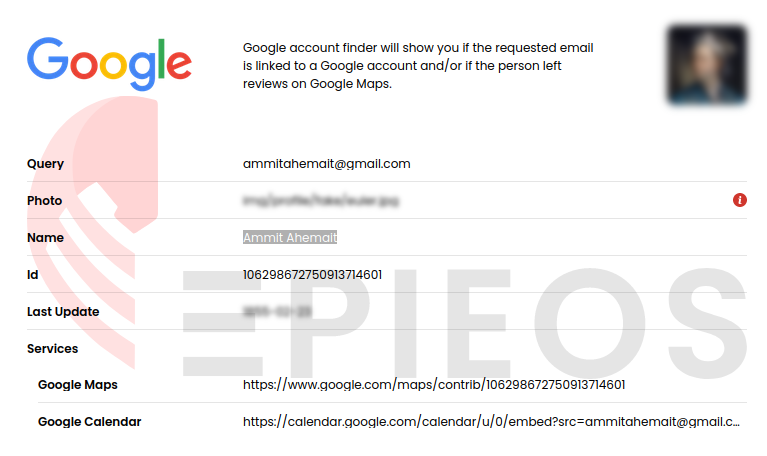 Google
Google account finder will show you if the requested email
is linked to a Google account and/or if the person left
reviews on Google Maps.
Query ammitahemait@gmail.com
Photo
Name Ammit Ahemait
Id 106298672750913714601
Last Update
Services
Google Maps https://www.google.com/maps/contrib/106298672750913714601
Google Calendar https://calendar.google.com/calendar/u/0/embed?src=ammitahemait@gmail.c...
EPIEOS